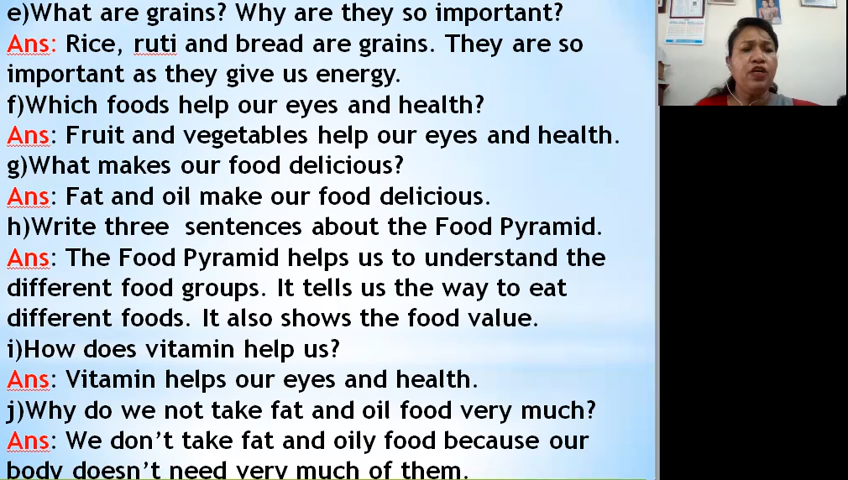 e)What are grains? Why are they so important?
Ans: Rice, ruti and bread are grains. They are so
important as they give us energy.
f)Which foods help our eyes and health?
Ans: Fruit and vegetables help our eyes and health.
g)What makes our food delicious?
Ans: Fat and oil make our food delicious.
h)Write three  sentences about the Food Pyramid.
Ans: The Food Pyramid helps us to understand the
different food groups. It tells us the way to eat
different foods. It also shows the food value.
i)How does vitamin help us?
Ans: Vitamin helps our eyes and health.
j)Why do we not take fat and oil food very much?
Ans: We don’t take fat and oily food because our
body doesn’t need very much of them.